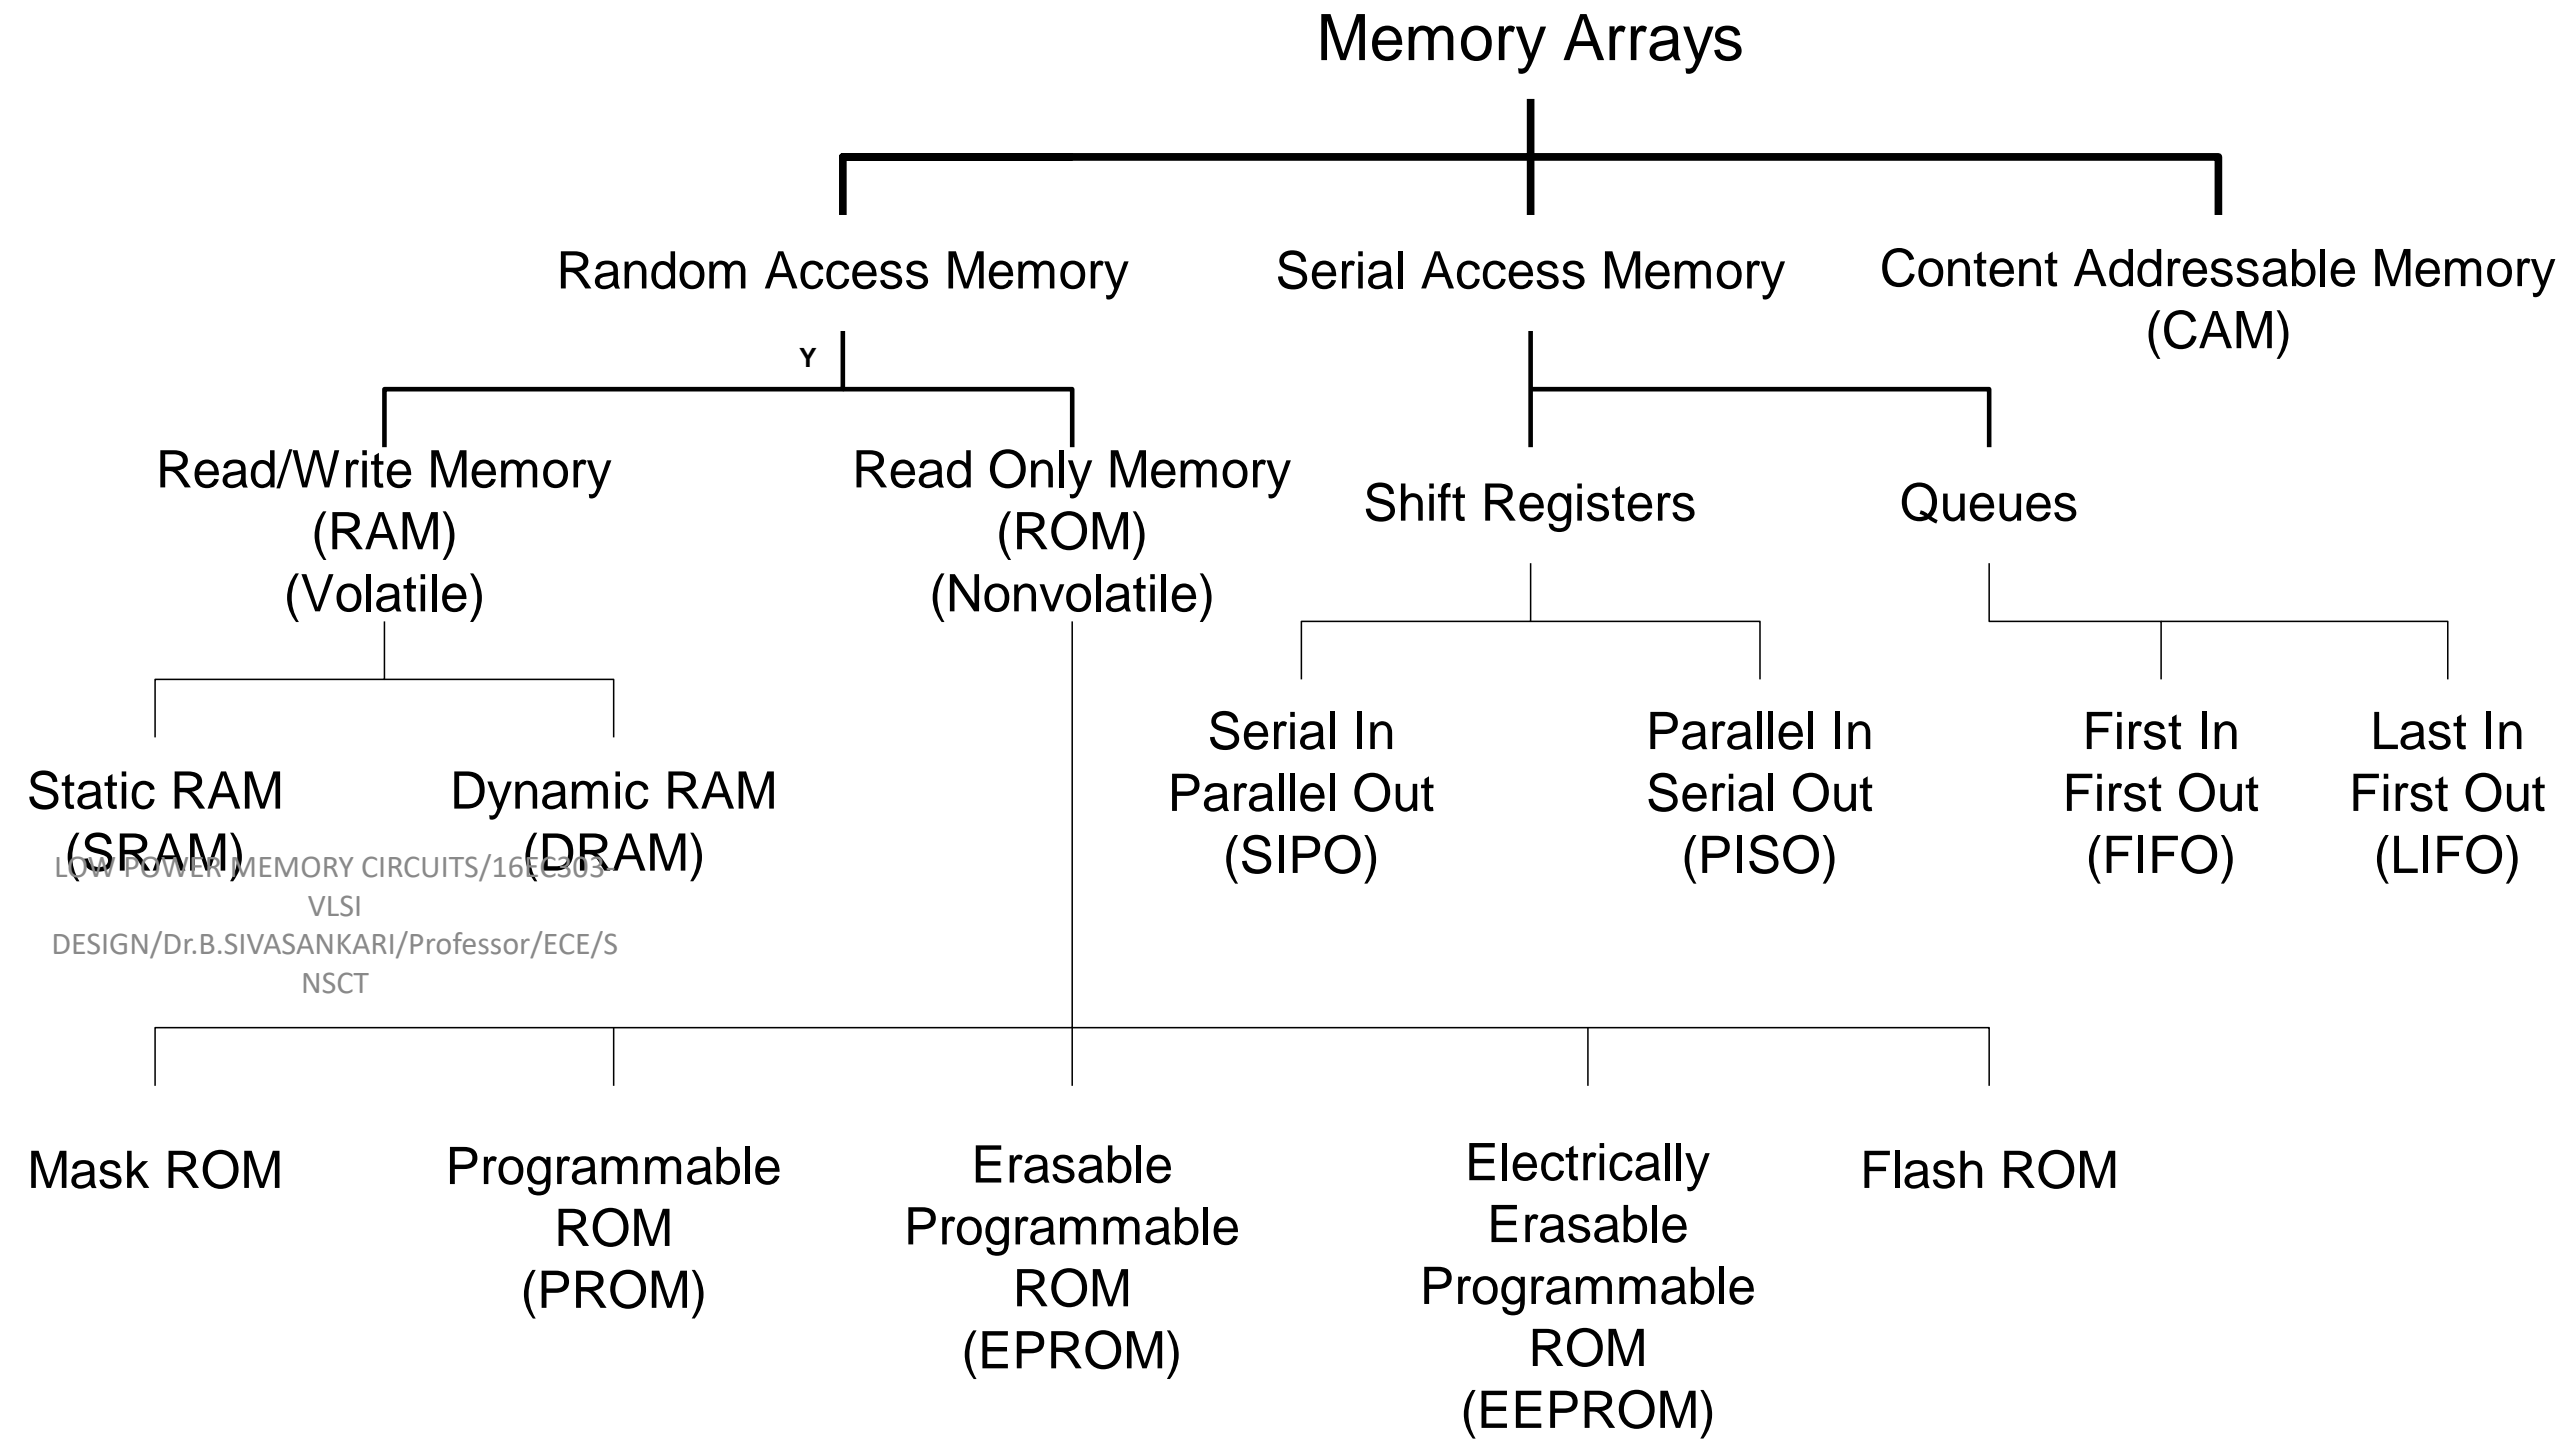 Memory Arrays
Random Access Memory
Serial Access Memory
Content Addressable Memory
(CAM)
Y
Read/Write Memory
(RAM)
(Volatile)
Read Only Memory
(ROM)
(Nonvolatile)
Shift Registers
Queues
Static RAM
(SRAM)
Dynamic RAM
(DRAM)
Serial In
Parallel Out
(SIPO)
Parallel In
Serial Out
(PISO)
First In
First Out
(FIFO)
Last In
First Out
(LIFO)
LOW POWER MEMORY CIRCUITS/16EC303-
VLSI
DESIGN/Dr.B.SIVASANKARI/Professor/ECE/S
NSCT
Mask ROM
Programmable
ROM
(PROM)
Erasable
Programmable
ROM
(EPROM)
Electrically
Erasable
Programmable
ROM
(EEPROM)
Flash ROM